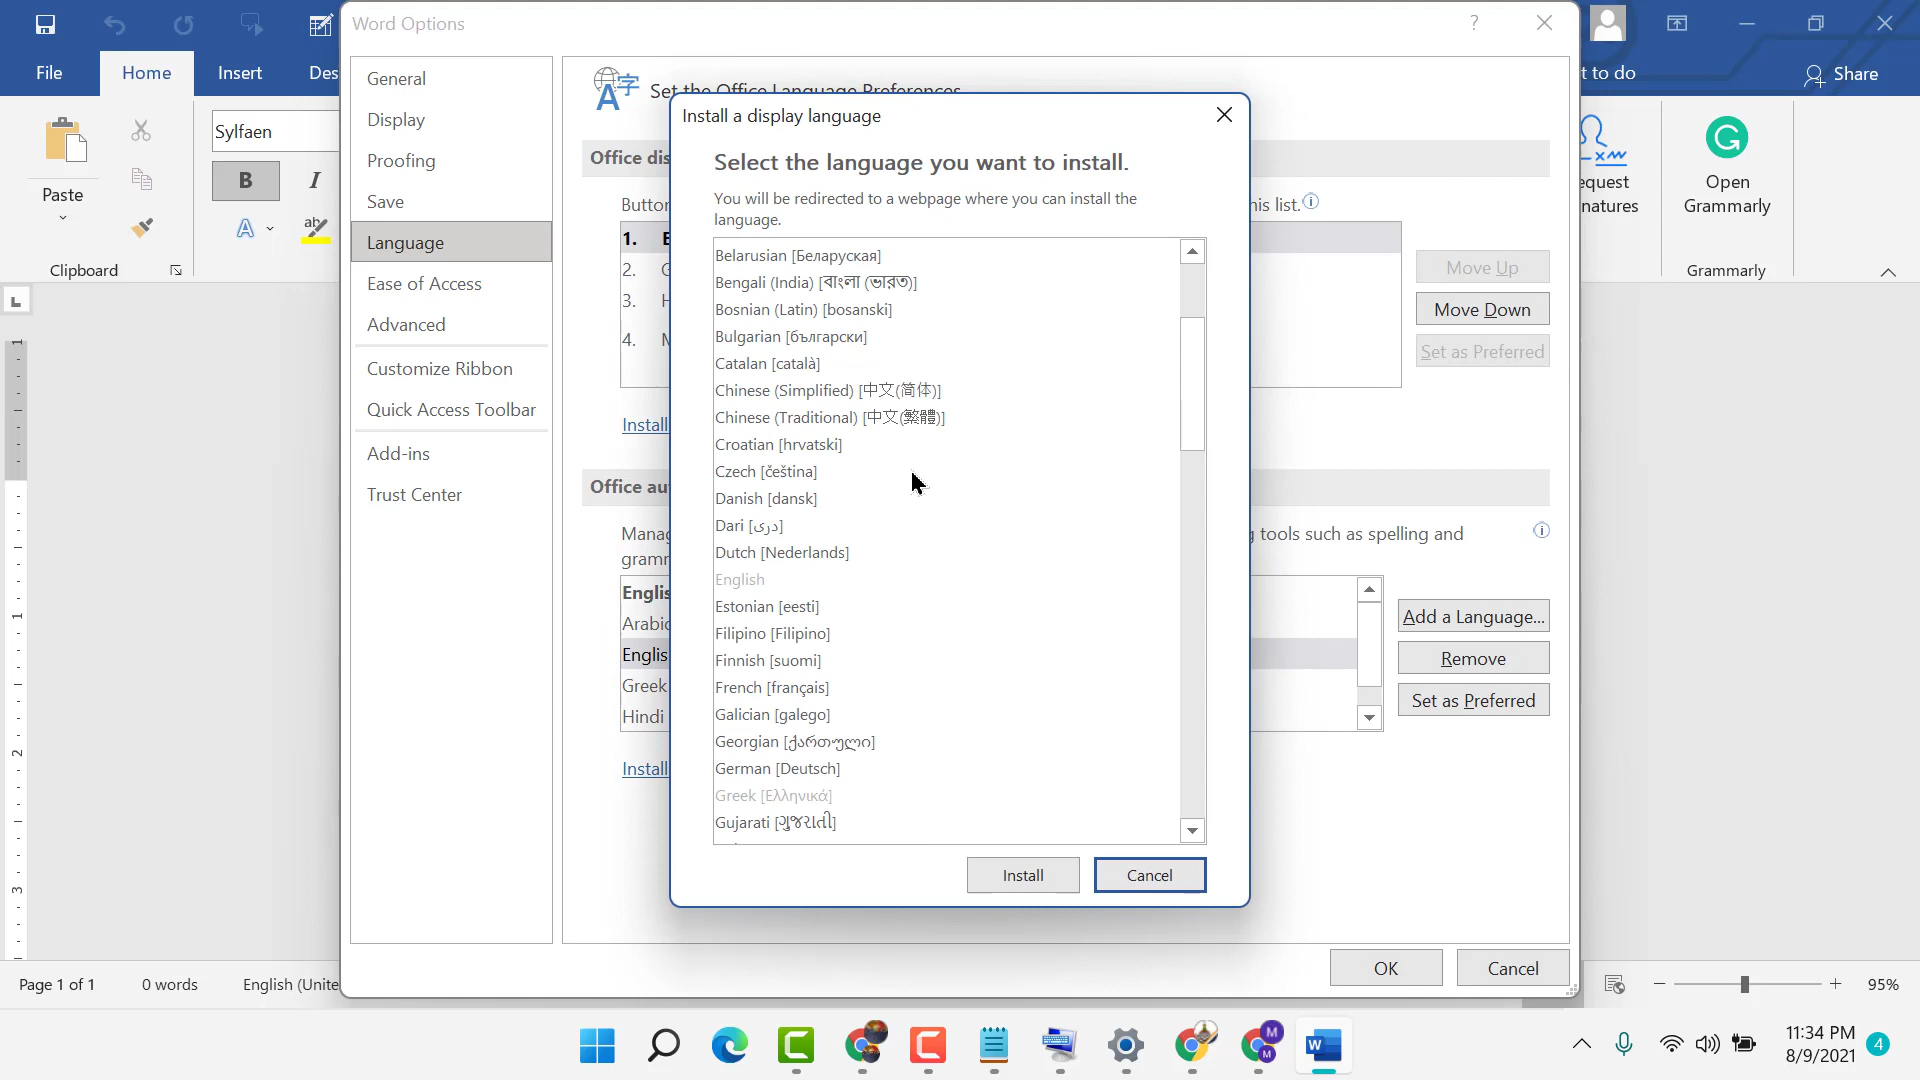 Word Options
File
Home
Insert
Des
t to do
Share
Sylfaen
B
I
Paste
Clipboard
equest
natures
Open
Grammarly
Grammarly
General
Display
Proofing
Save
Language
Ease of Access
Advanced
Customize Ribbon
Quick Access Toolbar
Add-ins
Trust Center
Set the Office Language Preferences
Office dis
Button
his list.
1. E
2. G
3. H
4. M
Move Up
Move Down
Set as Preferred
Install
Office au
Manag
g tools such as spelling and
gramm
Englis
Arabic
Englis
Greek
Hindi
Add a Language...
Remove
Set as Preferred
Install
Install a display language
Select the language you want to install.
You will be redirected to a webpage where you can install the
language.
Belarusian [Беларуская]
Bengali (India) [বাংলা (ভারত)]
Bosnian (Latin) [bosanski]
Bulgarian [български]
Catalan [català]
Chinese (Simplified) [中文(简体)]
Chinese (Traditional) [中文(繁體)]
Croatian [hrvatski]
Czech [čeština]
Danish [dansk]
Dari [درى]
Dutch [Nederlands]
English
Estonian [eesti]
Filipino [Filipino]
Finnish [suomi]
French [français]
Galician [galego]
Georgian [ქართული]
German [Deutsch]
Greek [Ελληνικά]
Gujarati [ગુજરાતી]
Install
Cancel
OK
Cancel
Page 1 of 1
0 words
English (Unite
95%
11:34 PM
8/9/2021
4